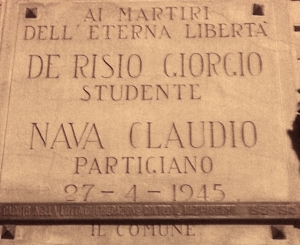 AI MARTIRI
DELL'ETERNA LIBERTÀ
DE RISIO GIORGIO
STUDENTE
NAVA CLAUDIO
PARTIGIANO
27-4-1945
IL COMUNE